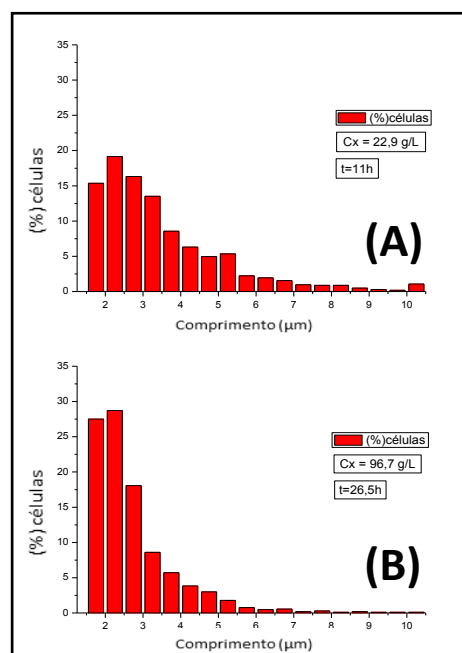 35
30
25
20
15
10
5
0
(%) células
(%)células
Cx = 22,9 g/L
t=11h
(A)
2 3 4 5 6 7 8 9 10
Comprimento (µm)
35
30
25
20
15
10
5
0
(%) células
(%)células
Cx = 96,7 g/L
t=26,5h
(B)
2 3 4 5 6 7 8 9 10
Comprimento (µm)